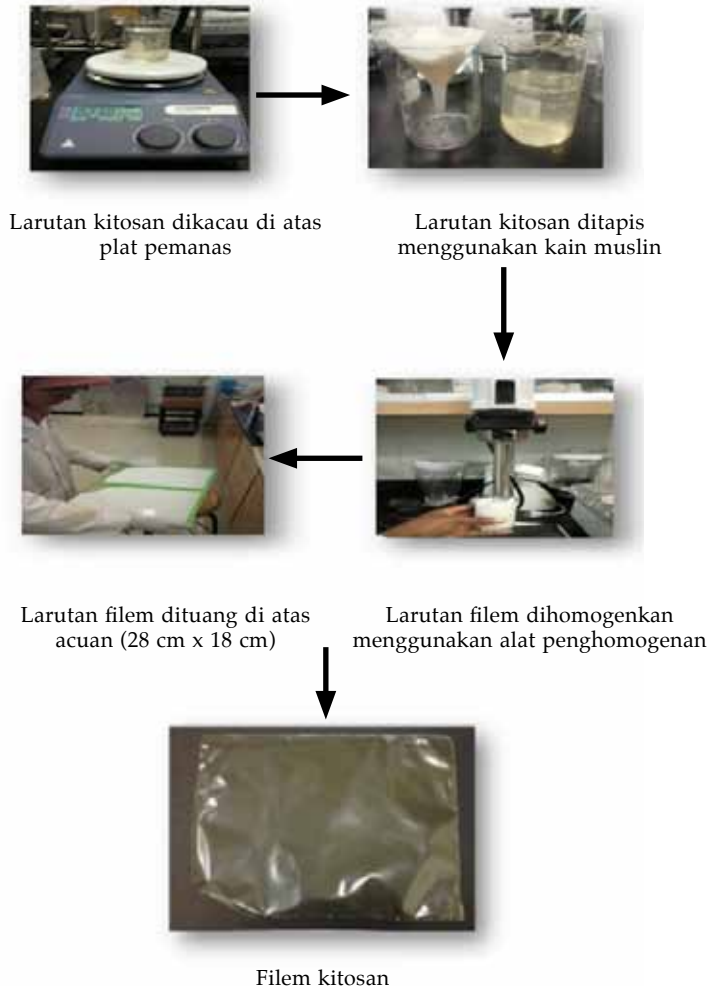 Larutan kitosan dikacau di atas
plat pemanas
Larutan kitosan ditapis
menggunakan kain muslin
Larutan filem dihomogenkan
menggunakan alat penghomogenan
Larutan filem dituang di atas
acuan (28 cm x 18 cm)
Filem kitosan